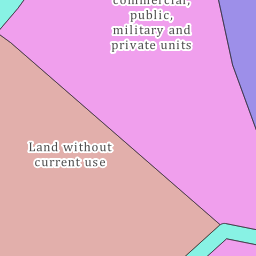 commercial,
public,
military and
private units
Land without
current use